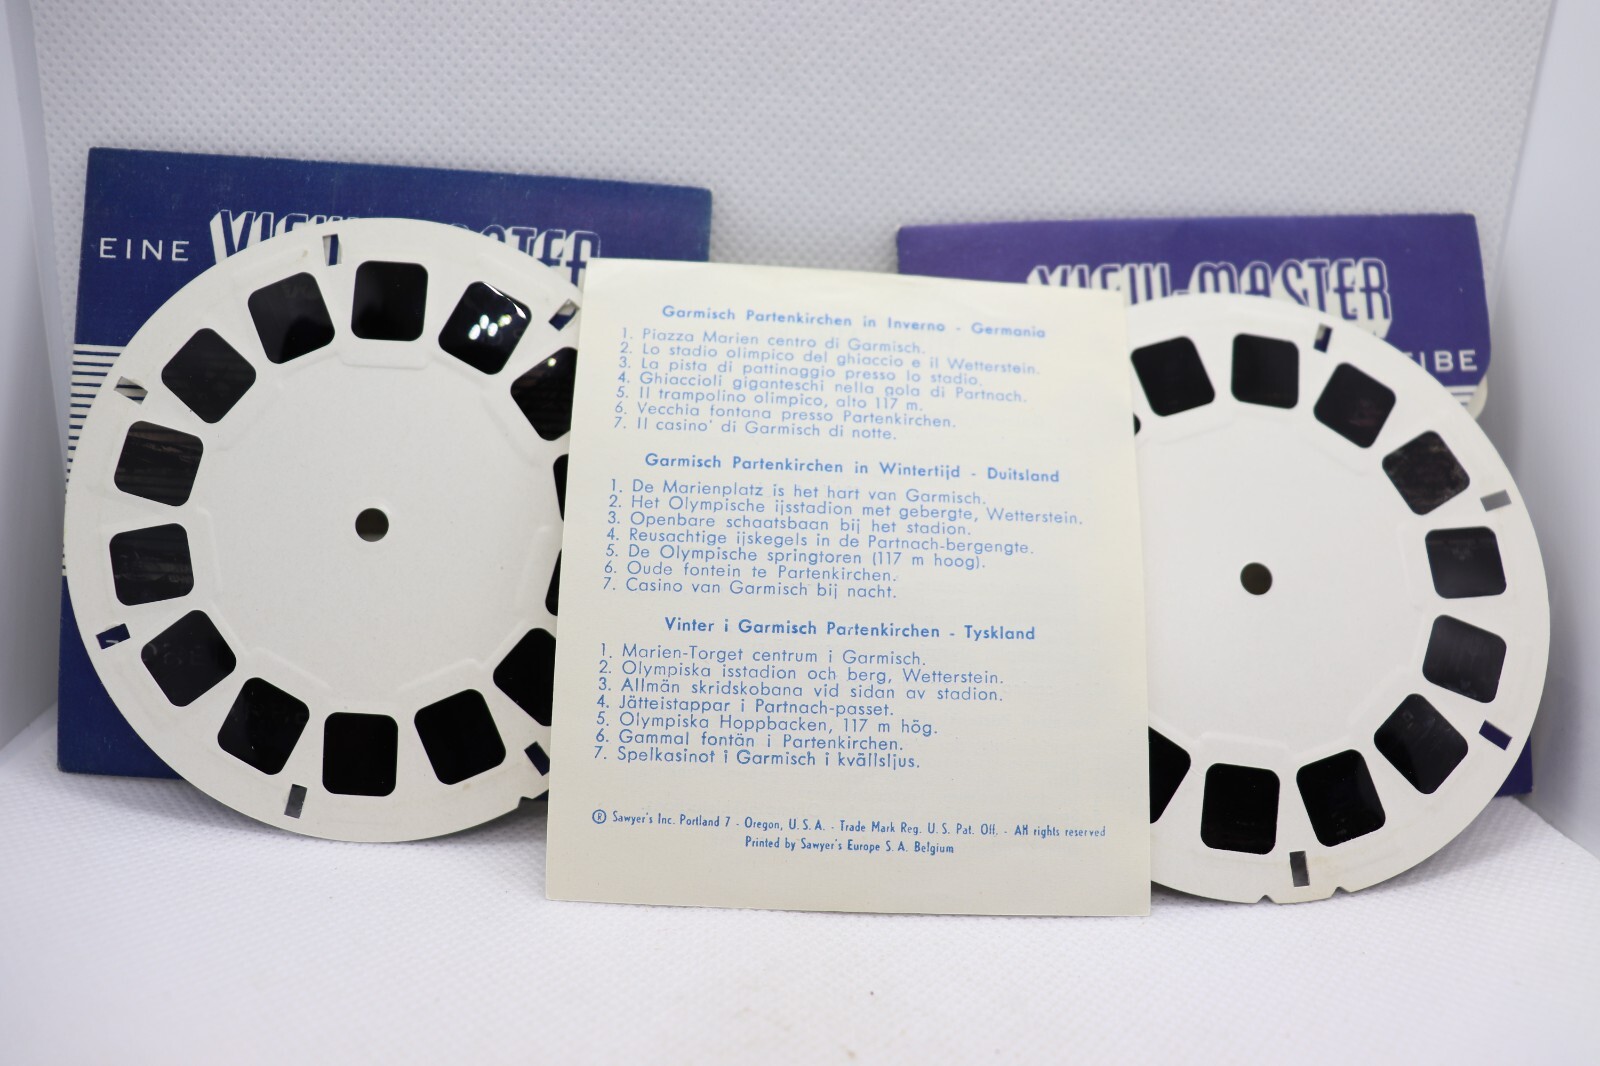 EINE
VIEW-MASTER
Garmisch Partenkirchen in Inverno - Germania
1. Piazza Marien centro di Garmisch.
2. Lo stadio olimpico del ghiaccio e il Wetterstein.
3. La pista di pattinaggio presso lo stadio.
4. Ghiaccioli giganteschi nella gola di Partnach.
5. Il trampolino olimpico, alto 117 m.
6. Vecchia fontana presso Partenkirchen.
7. Il casino' di Garmisch di notte.
Garmisch Partenkirchen in Wintertijd - Duitsland
1. De Marienplatz is het hart van Garmisch.
2. Het Olympische ijsstadion met gebergte, Wetterstein.
3. Openbare schaatsbaan bij het stadion.
4. Reusachtige ijskegels in de Partnach-bergengte.
5. De Olympische springtoren (117 m hoog).
6. Oude fontein te Partenkirchen.
7. Casino van Garmisch bij nacht.
Vinter i Garmisch Partenkirchen - Tyskland
1. Marien-Torget centrum i Garmisch.
2. Olympiska isstadion och berg, Wetterstein.
3. Allmän skridskobana vid sidan av stadion.
4. Jätteistappar i Partnach-passet.
5. Olympiska Hoppbacken, 117 m hög.
6. Gammal fontän i Partenkirchen.
7. Spelkasinot i Garmisch i kvällsljus.
® Sawyer's Inc. Portland 7 - Oregon, U.S.A. - Trade Mark Reg. U.S. Pat. Off. - All rights reserved
Printed by Sawyer's Europe S.A. Belgium
VIEW-MASTER
EIBE